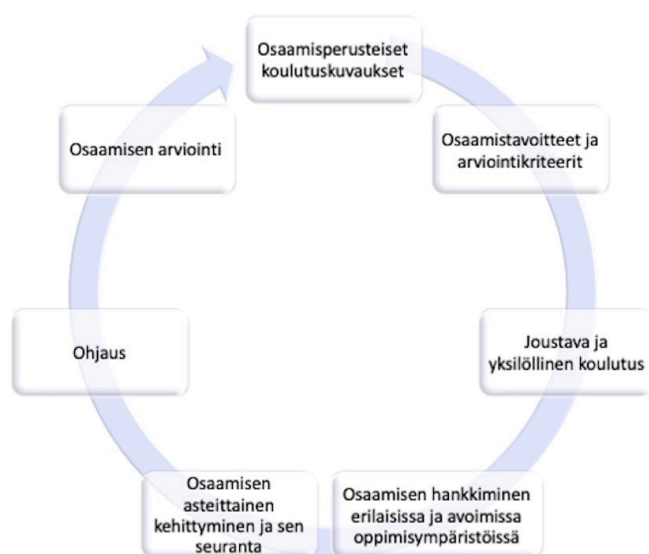 Osaamisperusteiset
koulutuskuvaukset
Osaamistavoitteet ja
arviointikriteerit
Joustava ja
yksilöllinen koulutus
Osaamisen hankkiminen
erilaisissa ja avoimissa
oppimisympäristöissä
Osaamisen
asteittainen
kehittyminen ja sen
seuranta
Ohjaus
Osaamisen arviointi